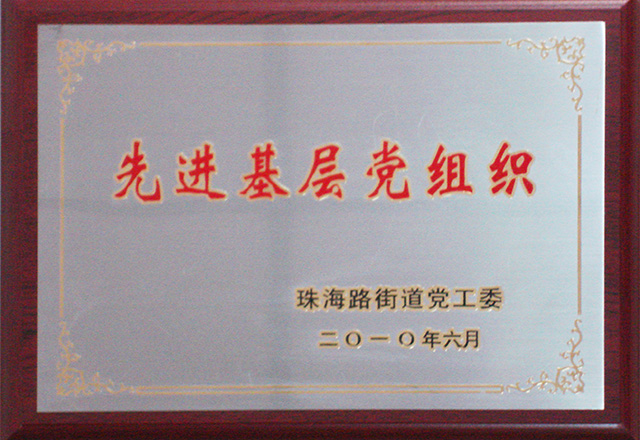 先进基层党组织
珠海路街道党工委
二〇一〇年六月